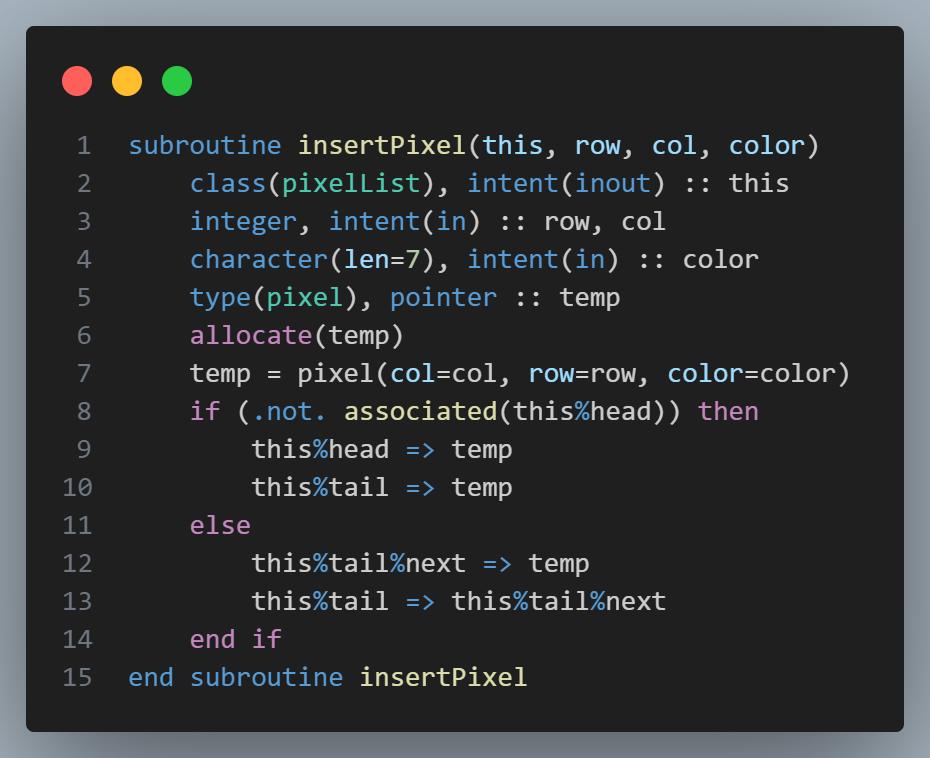 1 subroutine insertPixel(this, row, col, color)
2     class(pixelList), intent(inout) :: this
3     integer, intent(in) :: row, col
4     character(len=7), intent(in) :: color
5     type(pixel), pointer :: temp
6     allocate(temp)
7     temp = pixel(col=col, row=row, color=color)
8     if (.not. associated(this%head)) then
9         this%head => temp
10         this%tail => temp
11     else
12         this%tail%next => temp
13         this%tail => this%tail%next
14     end if
15 end subroutine insertPixel